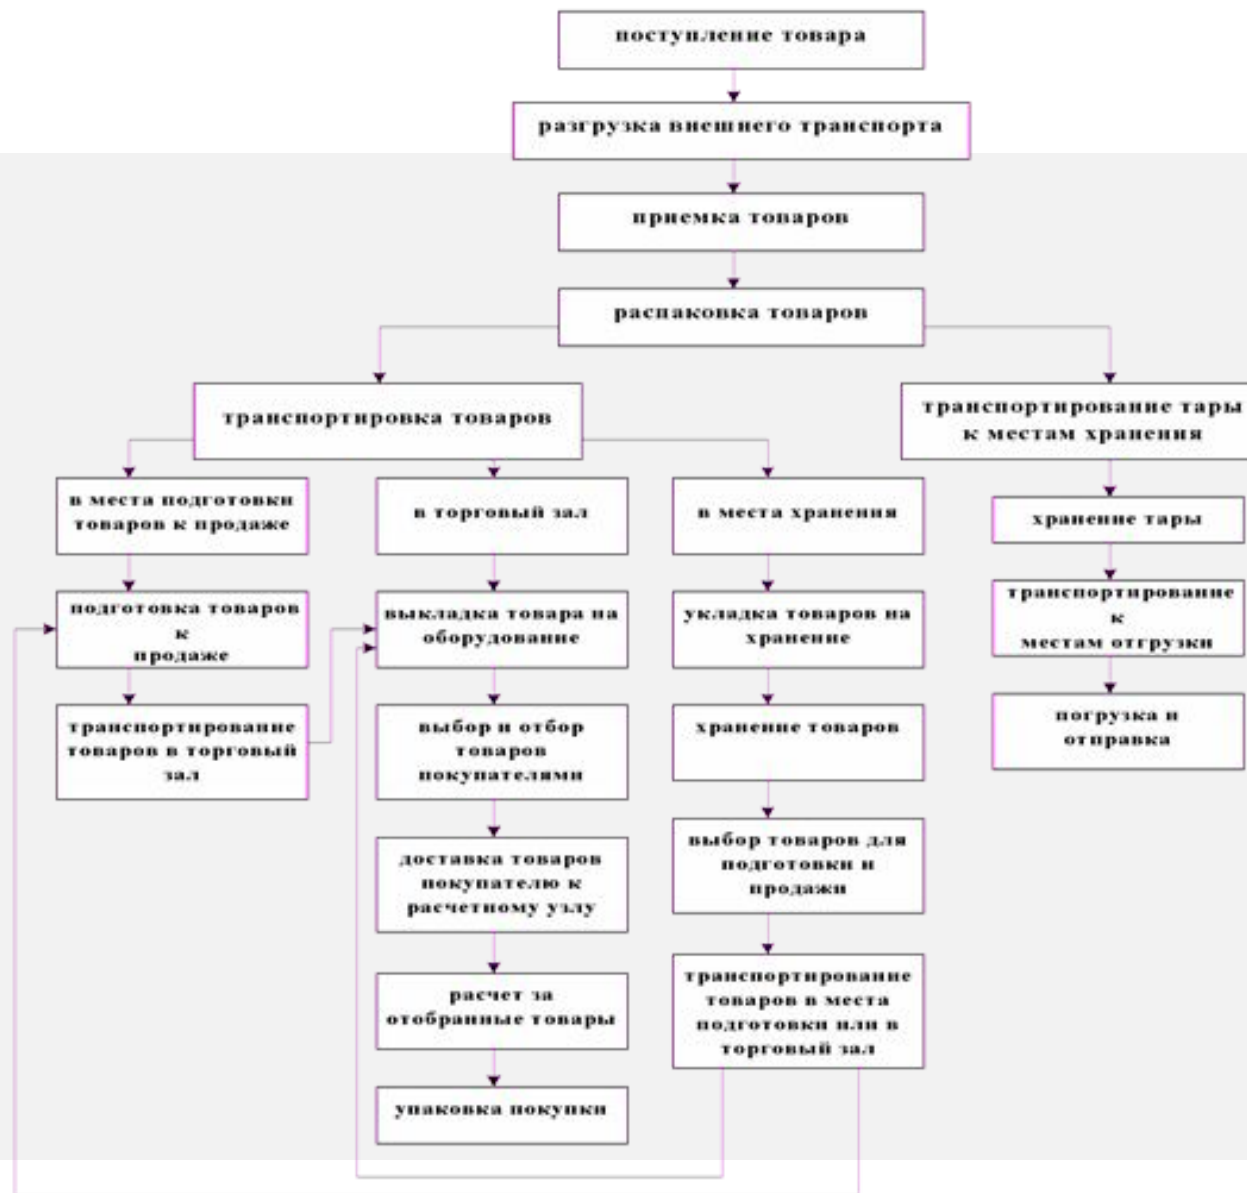 поступление товара
разгрузка внешнего транспорта
приемка товаров
распаковка товаров
транспортировка товаров
транспортирование тары
к местам хранения
в места подготовки
товаров к продаже
в торговый зал
в места хранения
хранение тары
подготовка товаров
к
продаже
выкладка товара на
оборудование
укладка товаров на
хранение
транспортирование
к
местам отгрузки
транспортирование
товаров в торговый
зал
выбор и отбор
товаров
покупателями
хранение товаров
погрузка и
отправка
доставка товаров
покупателю к
расчетному узлу
выбор товаров для
подготовки и
продажи
расчет за
отобранные товары
транспортирование
товаров в места
подготовки или в
торговый зал
упаковка покупки